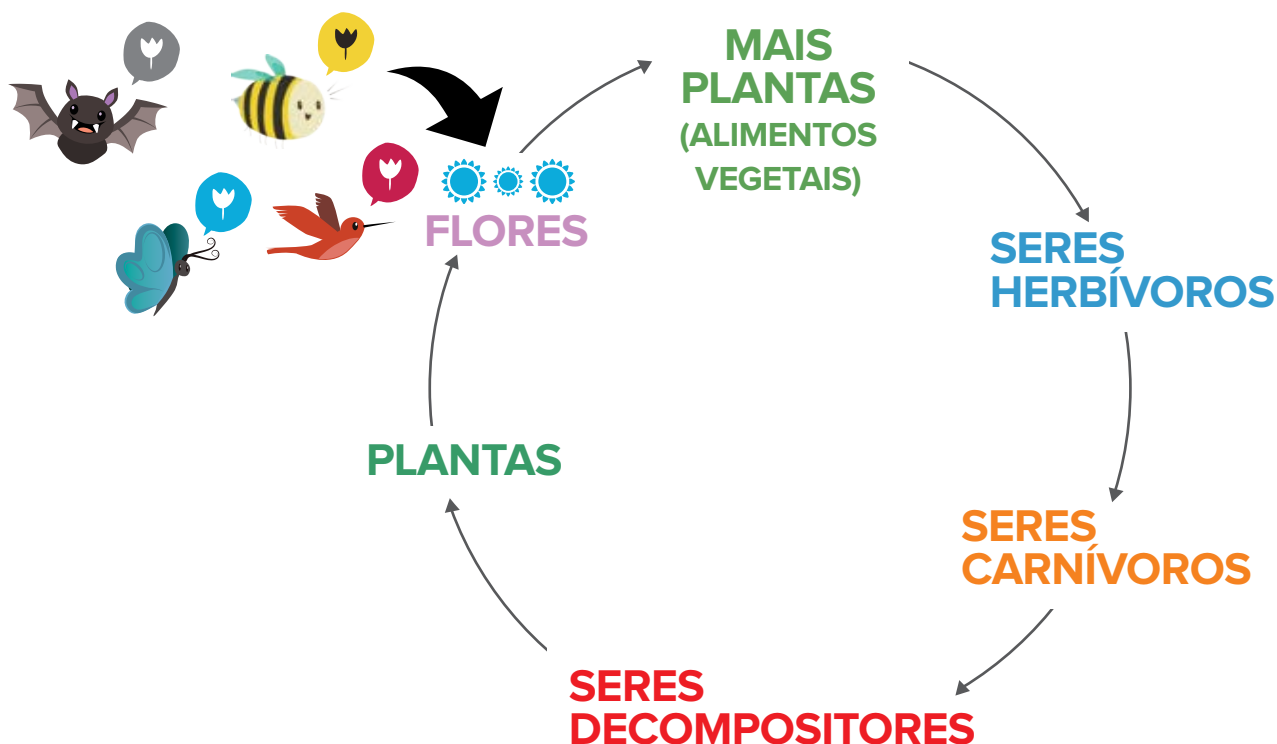 MAIS
PLANTAS
(ALIMENTOS
VEGETAIS)
FLORES
SERES
HERBÍVOROS
PLANTAS
SERES
CARNÍVOROS
SERES
DECOMPOSITORES